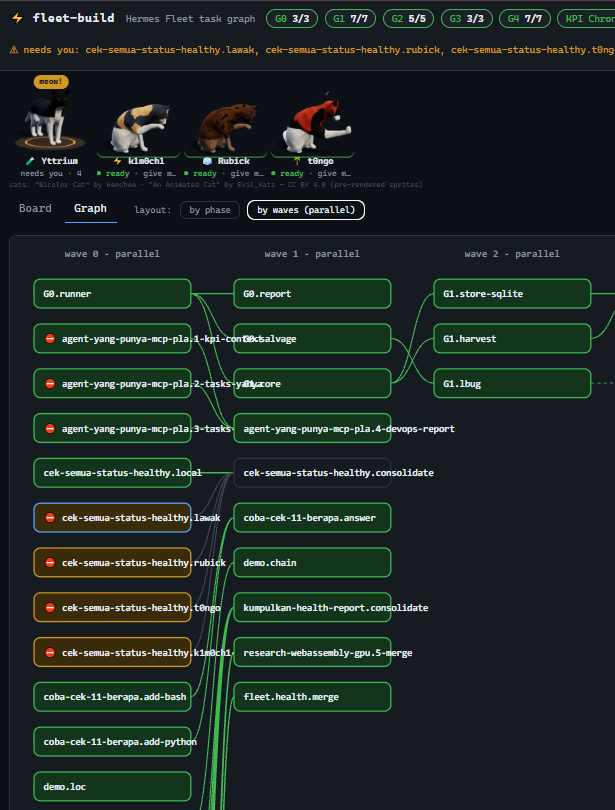 ⚡ fleet-build Hermes Fleet task graph G0 3/3 G1 7/7 G2 5/5 G3 3/3 G4 7/7 KPI Chron
⚠ needs you: cek-semua-status-healthy.lawak, cek-semua-status-healthy.rubick, cek-semua-status-healthy.t0ngo
meow!
Yttrium k1m0ch1 Rubick t0ngo
needs you · 4 ● ready · give m… ● ready · give m… ● ready · give m…
cats: "Bicolor Cat" by kenchoo · "An Animated Cat" by Evil_Hatz — CC BY 4.0 (pre-rendered sprites)
Board Graph layout: by phase by waves (parallel)
wave 0 - parallel wave 1 - parallel wave 2 - parallel
G0.runner G0.report G1.store-sqlite
agent-yang-punya-mcp-pla.1-kpi- G0.salvage G1.harvest
agent-yang-punya-mcp-pla.2-tasks- G1.core G1.lbug
agent-yang-punya-mcp-pla.3-tasks- agent-yang-punya-mcp-pla.4-devops-report
cek-semua-status-healthy.local cek-semua-status-healthy.consolidate
cek-semua-status-healthy.lawak coba-cek-11-berapa.answer
cek-semua-status-healthy.rubick demo.chain
cek-semua-status-healthy.t0ngo kumpulkan-health-report.consolidate
cek-semua-status-healthy.k1m0ch1 research-webassembly-gpu.5-merge
coba-cek-11-berapa.add-bash fleet.health.merge
coba-cek-11-berapa.add-python
demo.loc